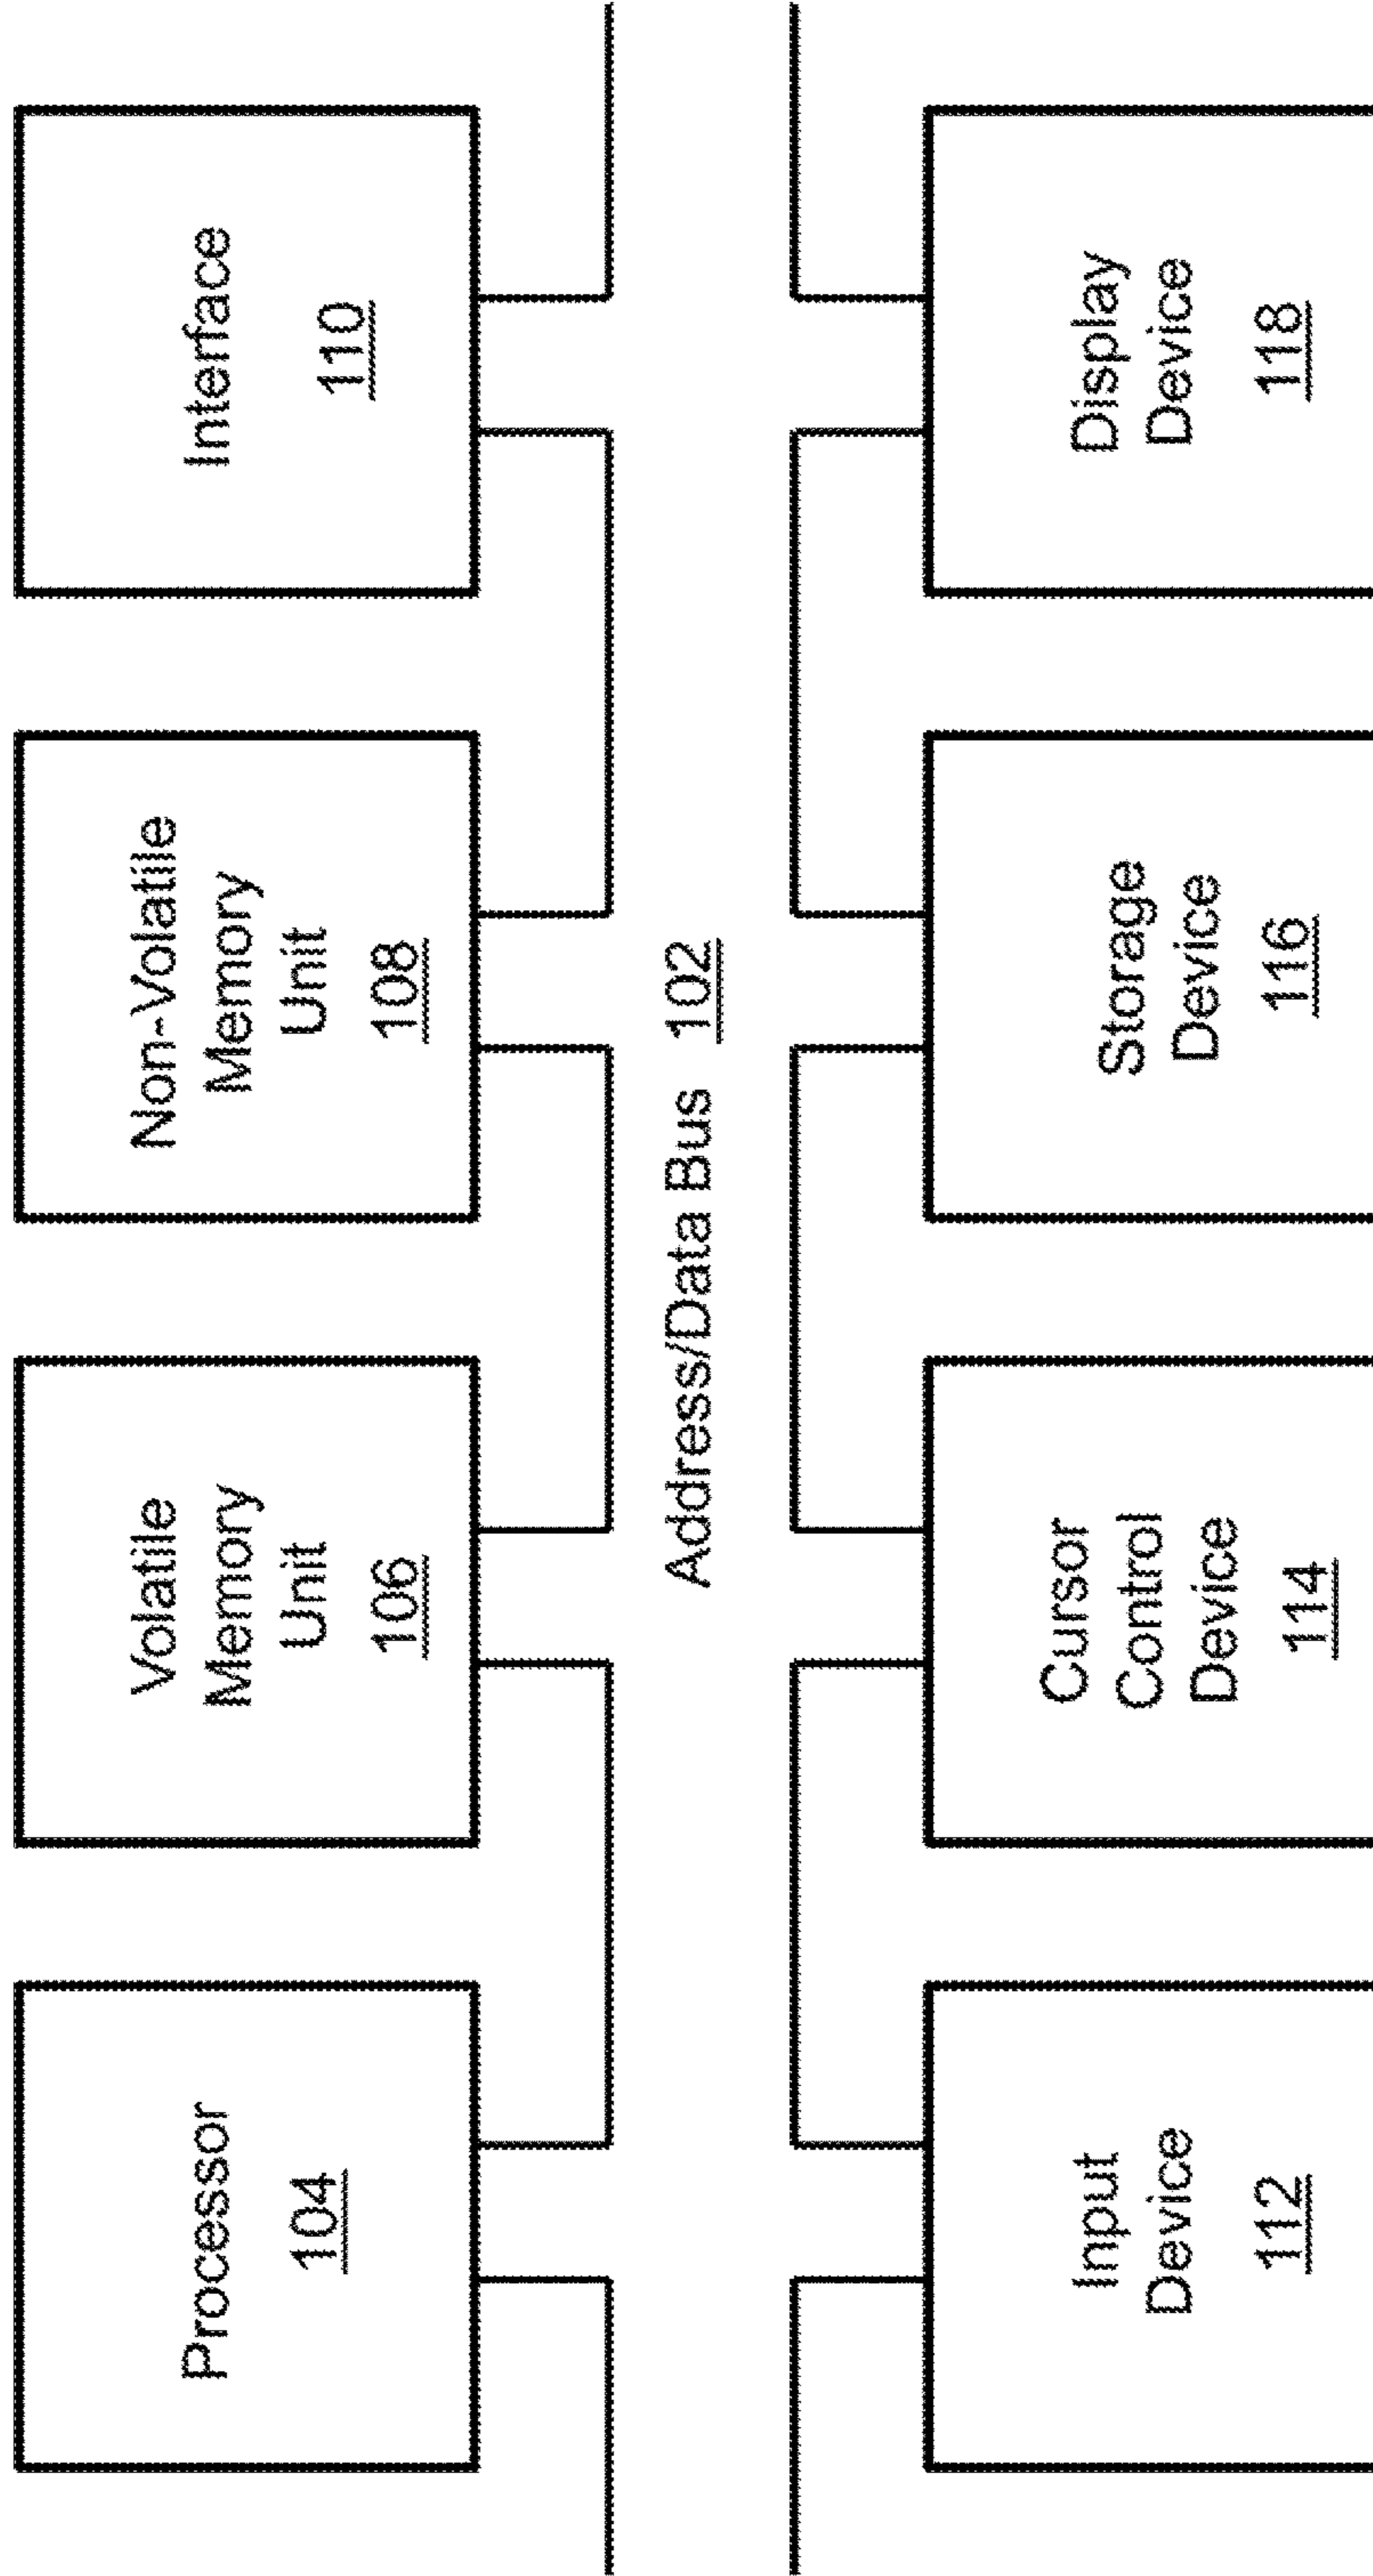 Processor
104
Volatile
Memory
Unit
106
Non-Volatile
Memory
Unit
108
Interface
110
Address/Data Bus 102
Input
Device
112
Cursor
Control
Device
114
Storage
Device
116
Display
Device
118